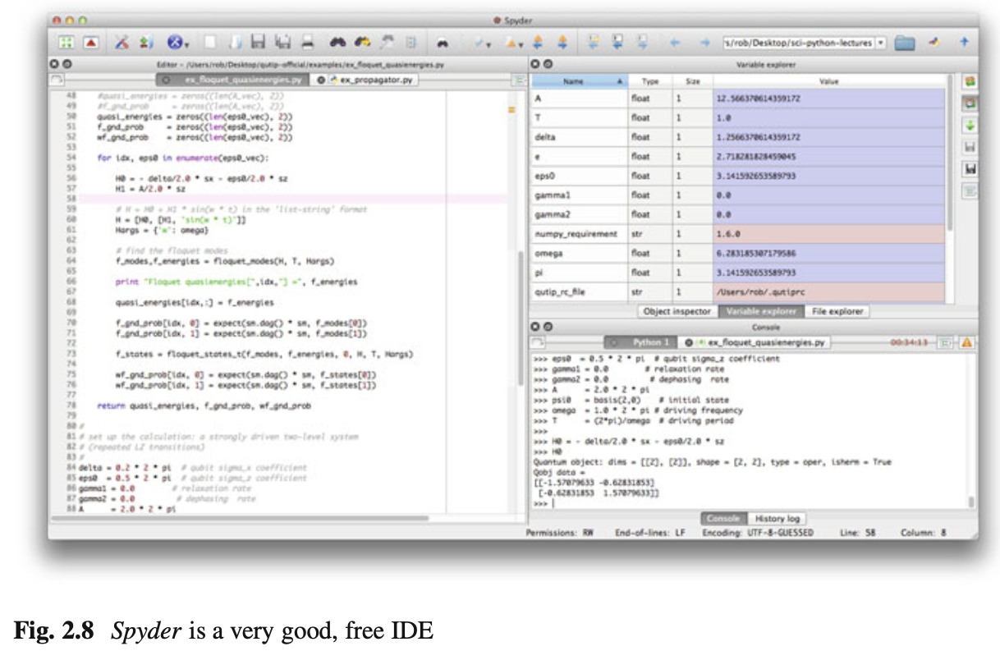 Spyder
s/rob/Desktop/sci-python-lectures
Editor - /Users/rob/Desktop/qutip-official/examples/ex_floquet_quasienergies.py
ex_floquet_quasienergies.py
ex_propagator.py
48 #quasi_energies = zeros((len(A_vec), 2))
49 #f_gnd_prob = zeros((len(A_vec), 2))
50 quasi_energies = zeros((len(eps0_vec), 2))
51 f_gnd_prob = zeros((len(eps0_vec), 2))
52 wf_gnd_prob = zeros((len(eps0_vec), 2))
53
54 for idx, eps0 in enumerate(eps0_vec):
55
56 H0 = - delta/2.0 * sx - eps0/2.0 * sz
57 H1 = A/2.0 * sz
58
59 # H = H0 + H1 * sin(w * t) in the 'list-string' format
60 H = [H0, [H1, 'sin(w * t)']]
61 Hargs = {'w': omega}
62
63 # find the floquet modes
64 f_modes,f_energies = floquet_modes(H, T, Hargs)
65
66 print "Floquet quasienergies[",idx,"] =", f_energies
67
68 quasi_energies[idx,:] = f_energies
69
70 f_gnd_prob[idx, 0] = expect(sm.dag() * sm, f_modes[0])
71 f_gnd_prob[idx, 1] = expect(sm.dag() * sm, f_modes[1])
72
73 f_states = floquet_states_t(f_modes, f_energies, 0, H, T, Hargs)
74
75 wf_gnd_prob[idx, 0] = expect(sm.dag() * sm, f_states[0])
76 wf_gnd_prob[idx, 1] = expect(sm.dag() * sm, f_states[1])
77
78 return quasi_energies, f_gnd_prob, wf_gnd_prob
79
80 #
81 # set up the calculation: a strongly driven two-level system
82 # (repeated LZ transitions)
83 #
84 delta = 0.2 * 2 * pi # qubit sigma_x coefficient
85 eps0 = 0.5 * 2 * pi # qubit sigma_z coefficient
86 gamma1 = 0.0 # relaxation rate
87 gamma2 = 0.0 # dephasing rate
88 A = 2.0 * 2 * pi
Variable explorer
Name Type Size Value
A float 1 12.566370614359172
T float 1 1.0
delta float 1 1.2566370614359172
e float 1 2.718281828459045
eps0 float 1 3.141592653589793
gamma1 float 1 0.0
gamma2 float 1 0.0
numpy_requirement str 1 1.6.0
omega float 1 6.283185307179586
pi float 1 3.141592653589793
qutip_rc_file str 1 /Users/rob/.qutiprc
Object inspector Variable explorer File explorer
Console
Python 1 ex_floquet_quasienergies.py 00:34:13
>>> eps0 = 0.5 * 2 * pi # qubit sigma_z coefficient
>>> gamma1 = 0.0 # relaxation rate
>>> gamma2 = 0.0 # dephasing rate
>>> A = 2.0 * 2 * pi
>>> psi0 = basis(2,0) # initial state
>>> omega = 1.0 * 2 * pi # driving frequency
>>> T = (2*pi)/omega # driving period
>>>
>>> H0 = - delta/2.0 * sx - eps0/2.0 * sz
>>> H0
Quantum object: dims = [[2], [2]], shape = [2, 2], type = oper, isherm = True
Qobj data =
[[-1.57079633 -0.62831853]
[-0.62831853 1.57079633]]
>>>
Console History log
Permissions: RW End-of-lines: LF Encoding: UTF-8-GUESSED Line: 58 Column: 8
Fig. 2.8 Spyder is a very good, free IDE